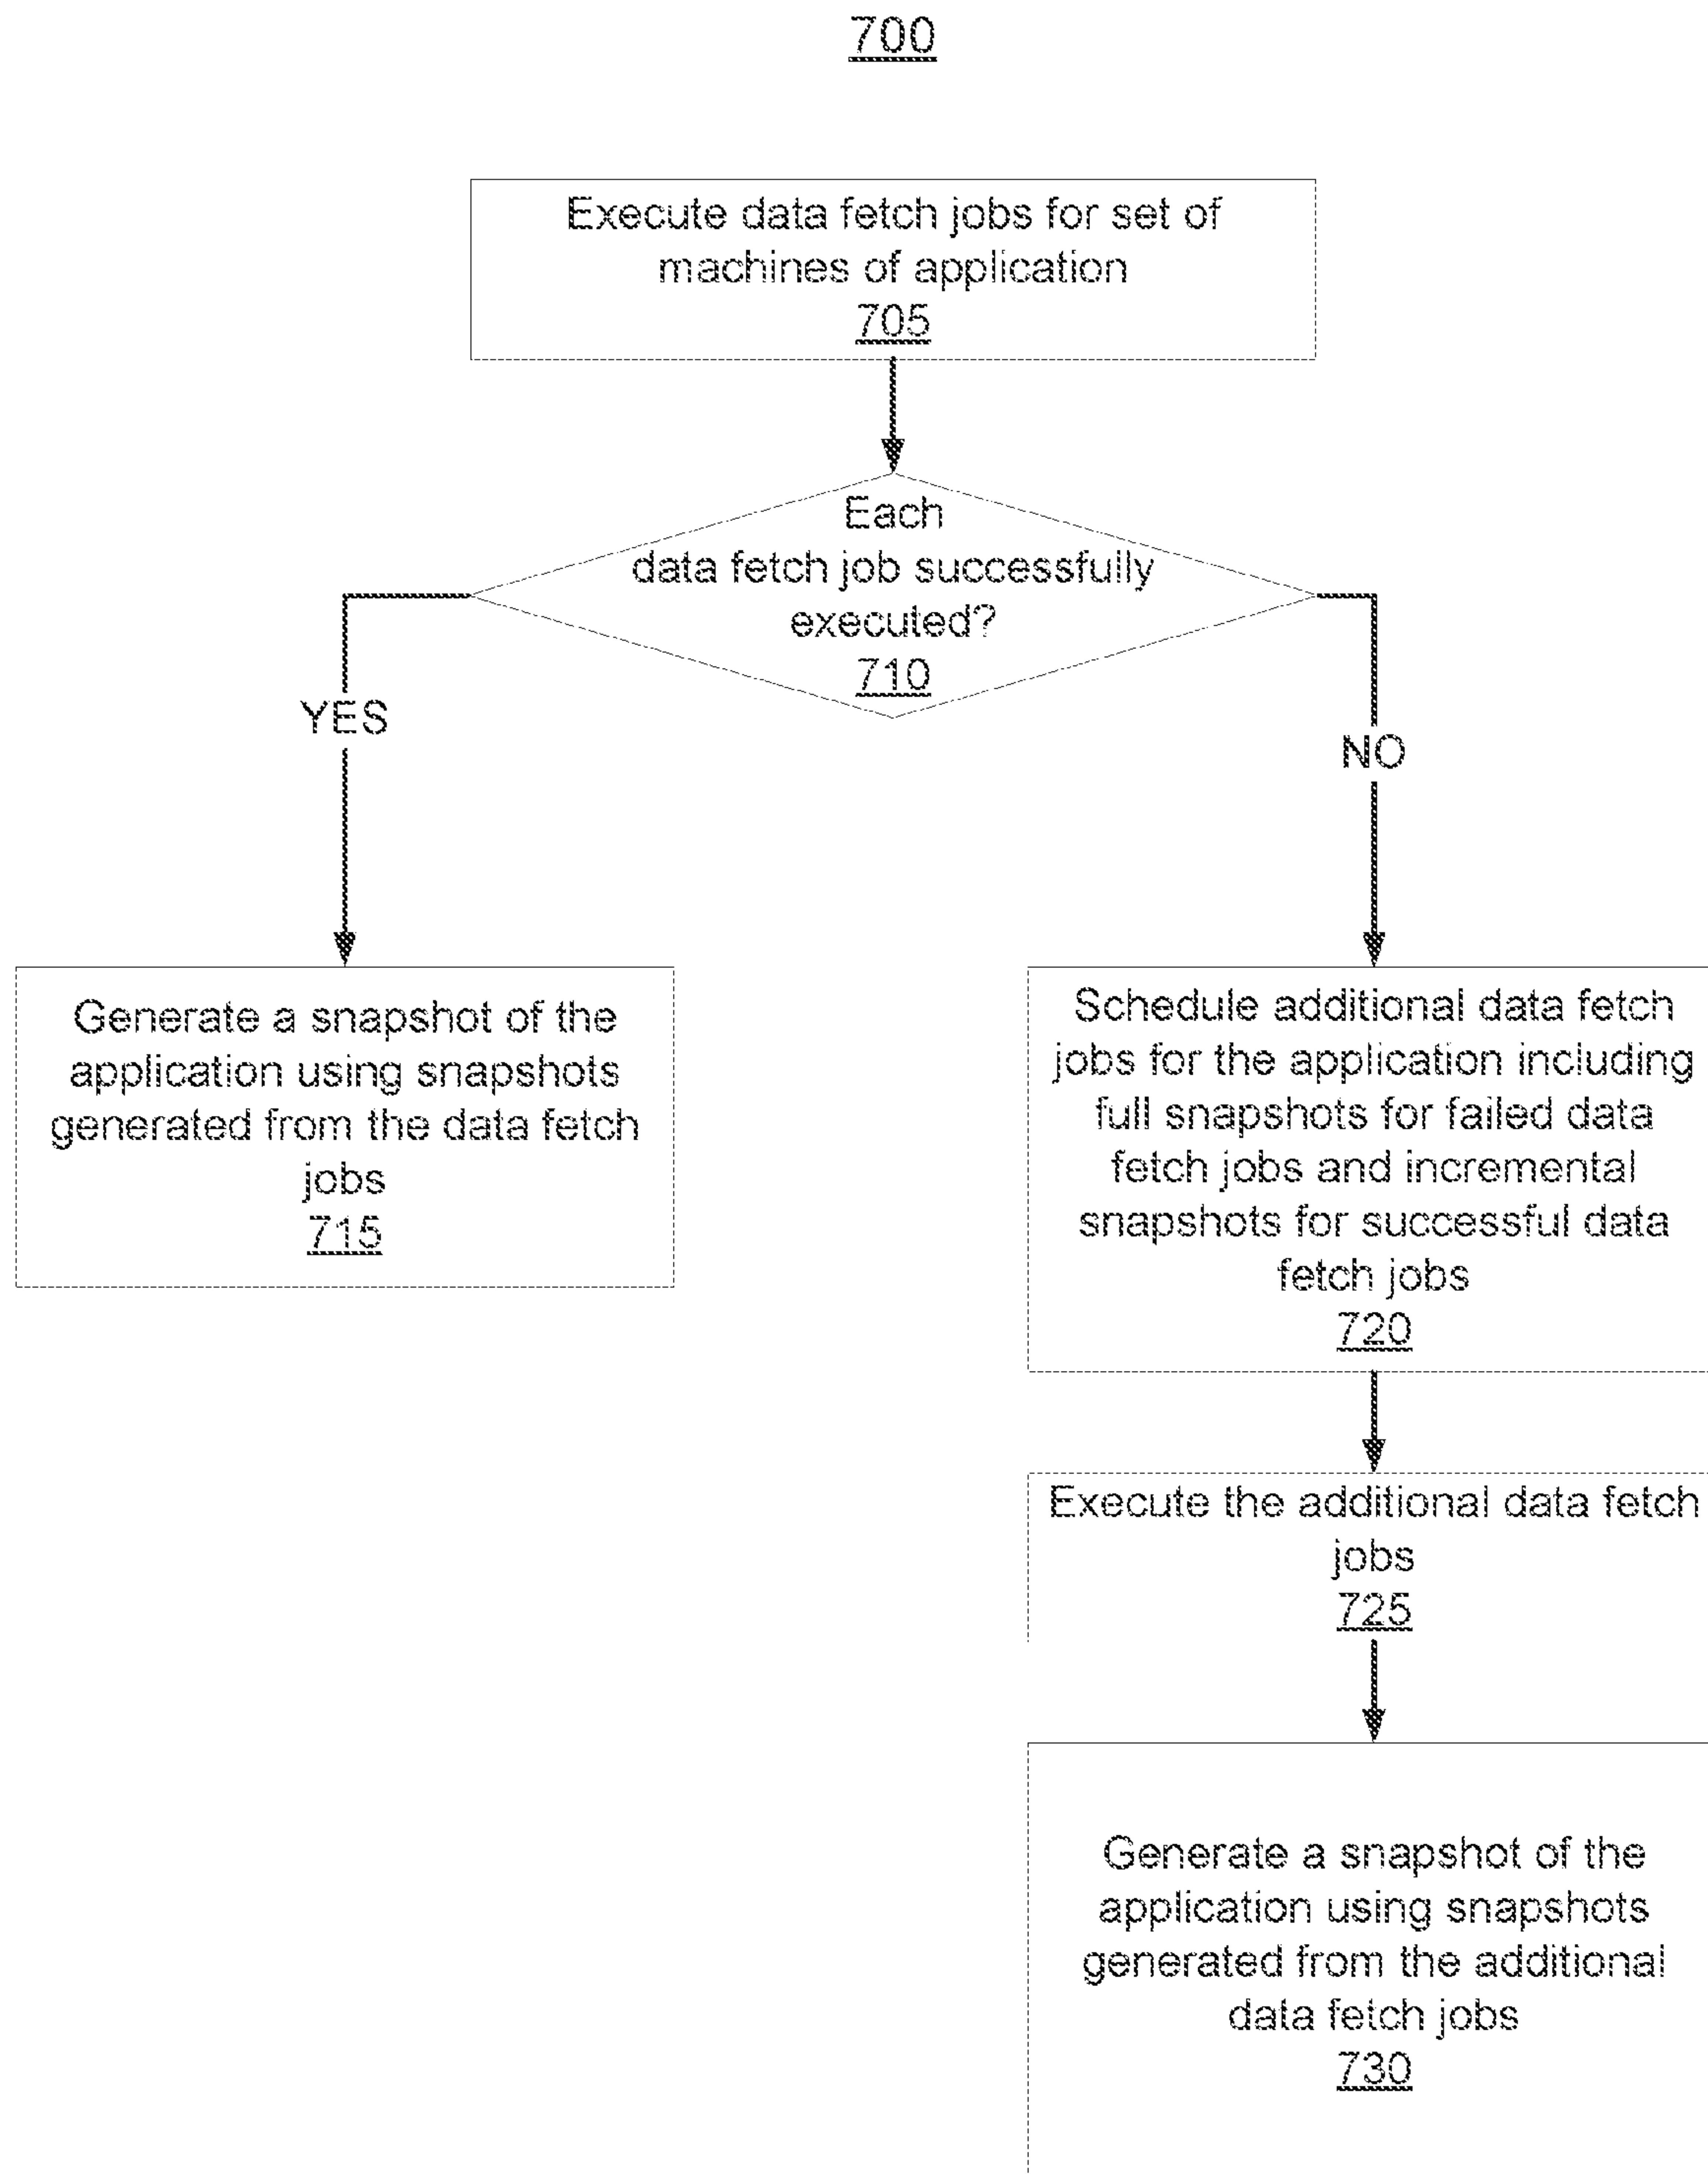 700
Execute data fetch jobs for set of
machines of application
705
Each
data fetch job successfully
executed?
710
YES
NO
Generate a snapshot of the
application using snapshots
generated from the data fetch
jobs
715
Schedule additional data fetch
jobs for the application including
full snapshots for failed data
fetch jobs and incremental
snapshots for successful data
fetch jobs
720
Execute the additional data fetch
jobs
725
Generate a snapshot of the
application using snapshots
generated from the additional
data fetch jobs
730